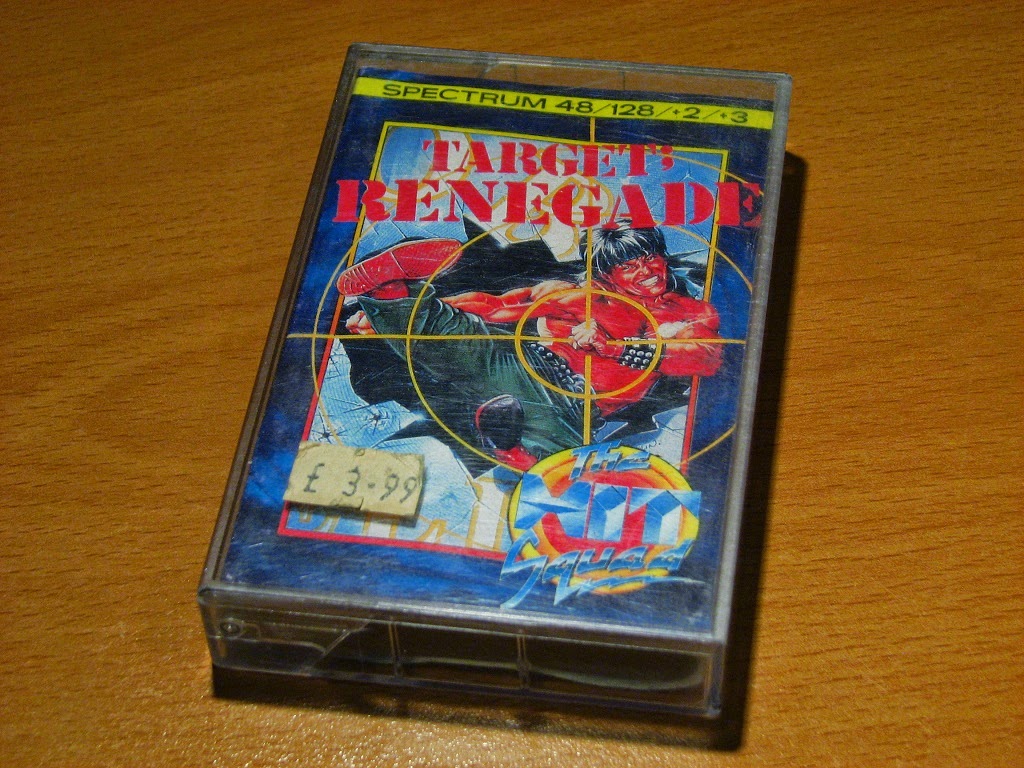 SPECTRUM 48/128/+2/+3
TARGET;
RENEGADE
£ 3-99
The
HIT
Squad